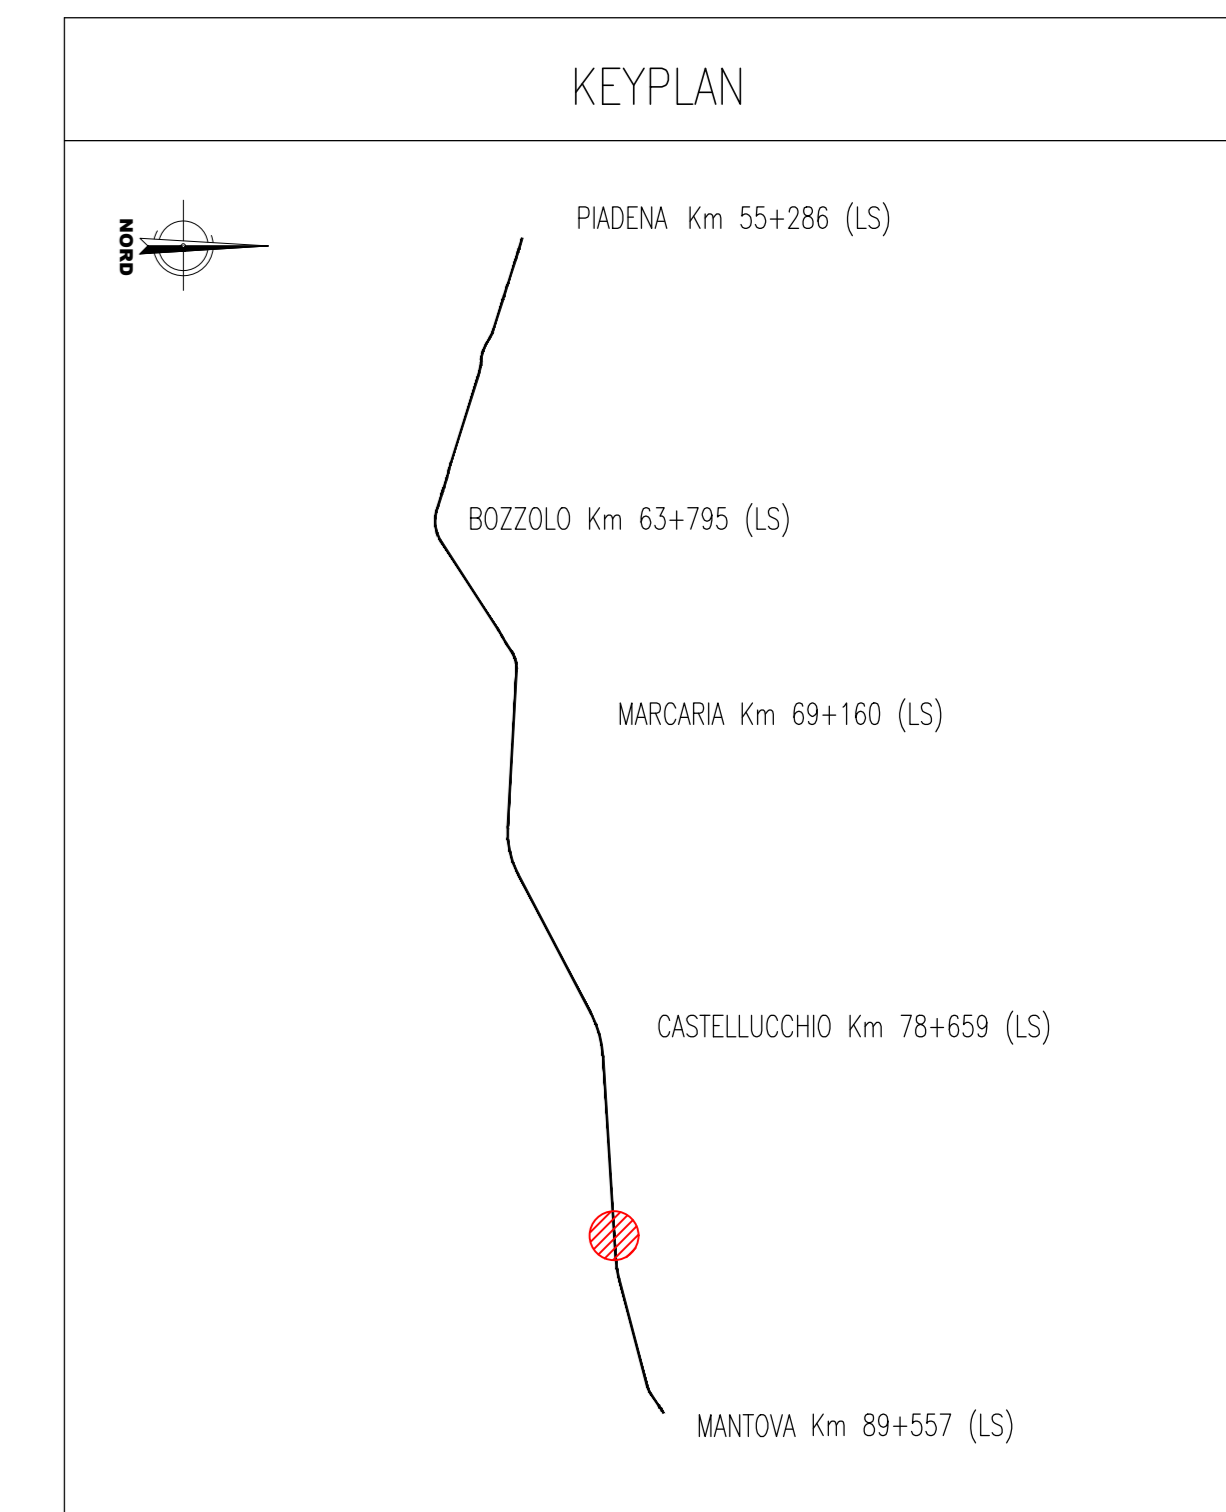 KEYPLAN
NORD
PIADENA Km 55+286 (LS)
BOZZOLO Km 63+795 (LS)
MARCARIA Km 69+160 (LS)
CASTELLUCCHIO Km 78+659 (LS)
MANTOVA Km 89+557 (LS)